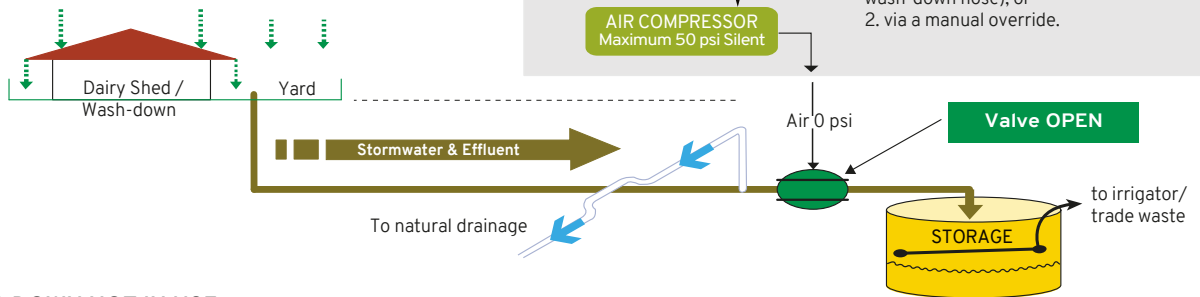 2. via a manual override.
AIR COMPRESSOR
Maximum 50 psi Silent
Dairy Shed /
Wash-down
Yard
Air 0 psi
Valve OPEN
Stormwater & Effluent
to irrigator/
trade waste
To natural drainage
STORAGE